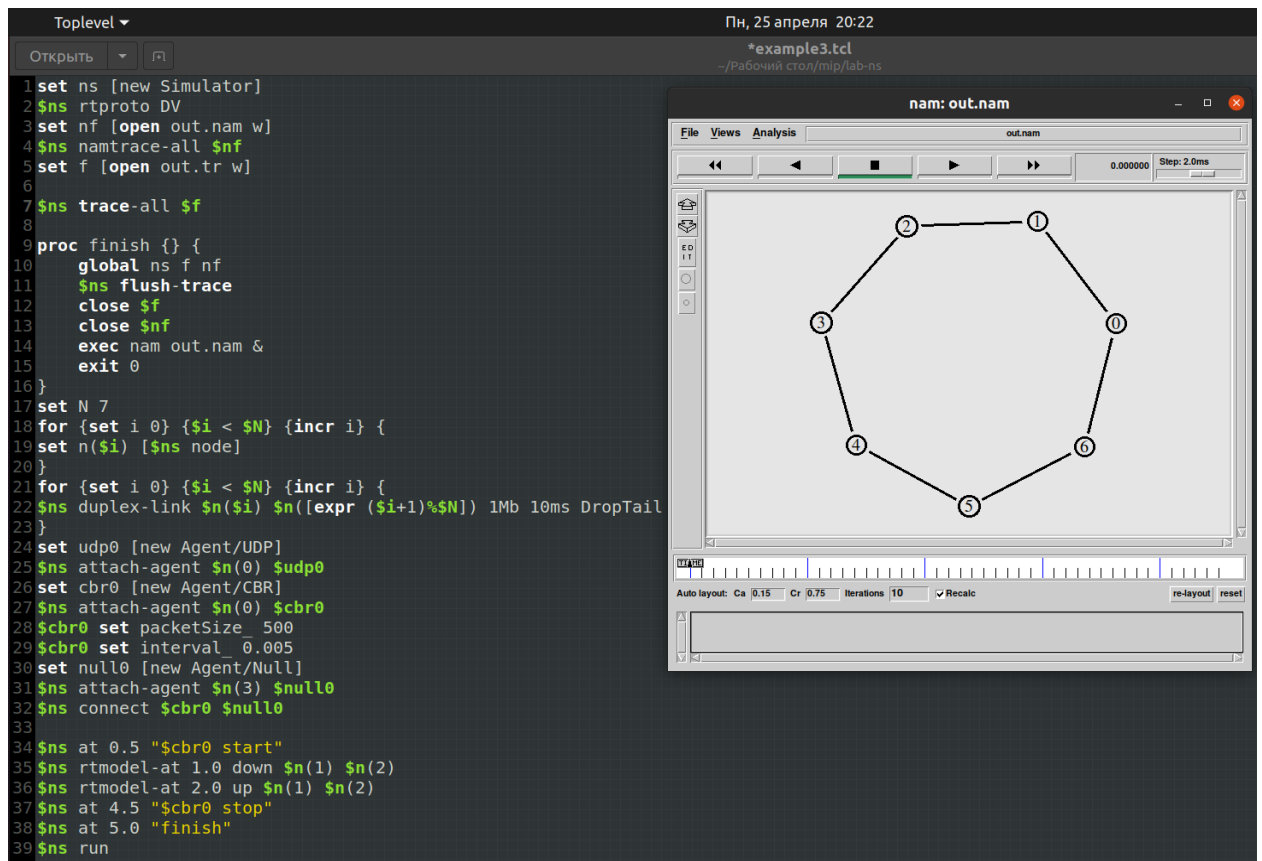 Toplevel
Пн, 25 апреля 20:22
Открыть
*example3.tcl
~/Рабочий стол/mip/lab-ns
1 set ns [new Simulator]
2 $ns rtproto DV
3 set nf [open out.nam w]
4 $ns namtrace-all $nf
5 set f [open out.tr w]
6
7 $ns trace-all $f
8
9 proc finish {} {
10     global ns f nf
11     $ns flush-trace
12     close $f
13     close $nf
14     exec nam out.nam &
15     exit 0
16 }
17 set N 7
18 for {set i 0} {$i < $N} {incr i} {
19 set n($i) [$ns node]
20 }
21 for {set i 0} {$i < $N} {incr i} {
22 $ns duplex-link $n($i) $n([expr ($i+1)%$N]) 1Mb 10ms DropTail
23 }
24 set udp0 [new Agent/UDP]
25 $ns attach-agent $n(0) $udp0
26 set cbr0 [new Agent/CBR]
27 $ns attach-agent $n(0) $cbr0
28 $cbr0 set packetSize_ 500
29 $cbr0 set interval_ 0.005
30 set null0 [new Agent/Null]
31 $ns attach-agent $n(3) $null0
32 $ns connect $cbr0 $null0
33
34 $ns at 0.5 "$cbr0 start"
35 $ns rtmodel-at 1.0 down $n(1) $n(2)
36 $ns rtmodel-at 2.0 up $n(1) $n(2)
37 $ns at 4.5 "$cbr0 stop"
38 $ns at 5.0 "finish"
39 $ns run
nam: out.nam
File Views Analysis out.nam
0.000000 Step: 2.0ms
ED
IT
2 1
3 0
4 6
5
TIME
Auto layout: Ca 0.15 Cr 0.75 Iterations 10 Recalc re-layout reset